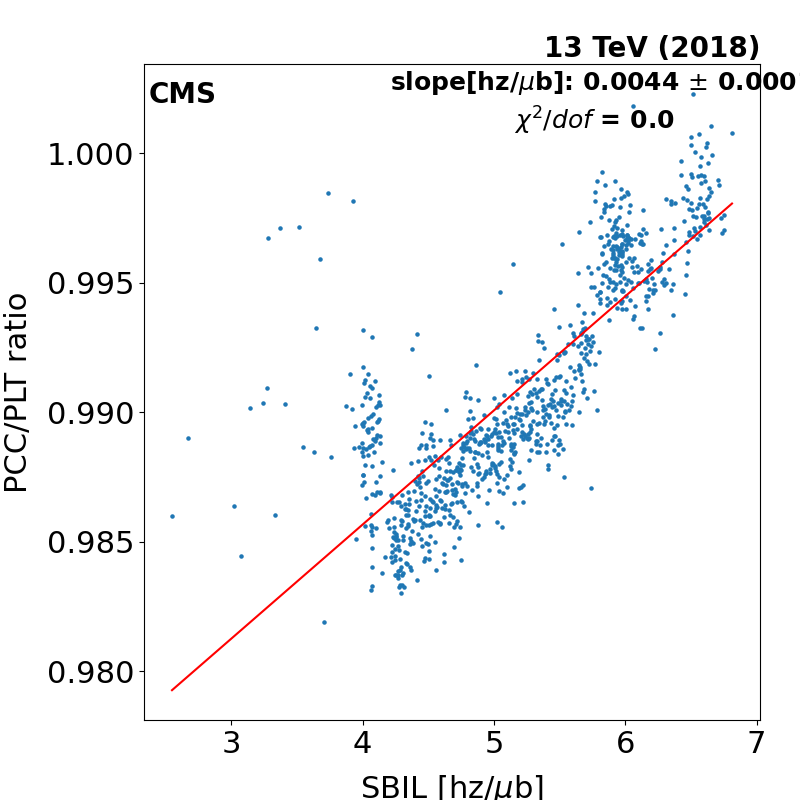 13 TeV (2018)
CMS
slope[hz/μb]: 0.0044 ± 0.000
χ²/dof = 0.0
1.000
0.995
0.990
0.985
0.980
PCC/PLT ratio
3 4 5 6 7
SBIL [hz/μb]